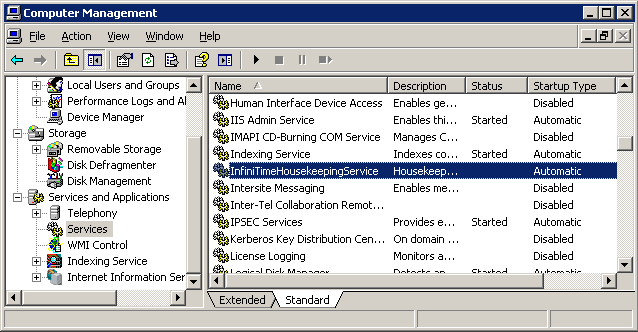 Computer Management
File Action View Window Help
Local Users and Groups
Performance Logs and Al
Device Manager
Storage
Removable Storage
Disk Defragmenter
Disk Management
Services and Applications
Telephony
Services
WMI Control
Indexing Service
Internet Information Ser
Name Description Status Startup Type
Human Interface Device Access Enables ge... Disabled
IIS Admin Service Enables thi... Started Automatic
IMAPI CD-Burning COM Service Manages C... Disabled
Indexing Service Indexes co... Started Automatic
InfiniTimeHousekeepingService Housekeep... Automatic
Intersite Messaging Enables me... Disabled
Inter-Tel Collaboration Remot... Disabled
IPSEC Services Provides e... Started Automatic
Kerberos Key Distribution Cen... On domain ... Disabled
License Logging Monitors a... Disabled
Logical Disk Manager Detects an... Started Automatic
Extended Standard